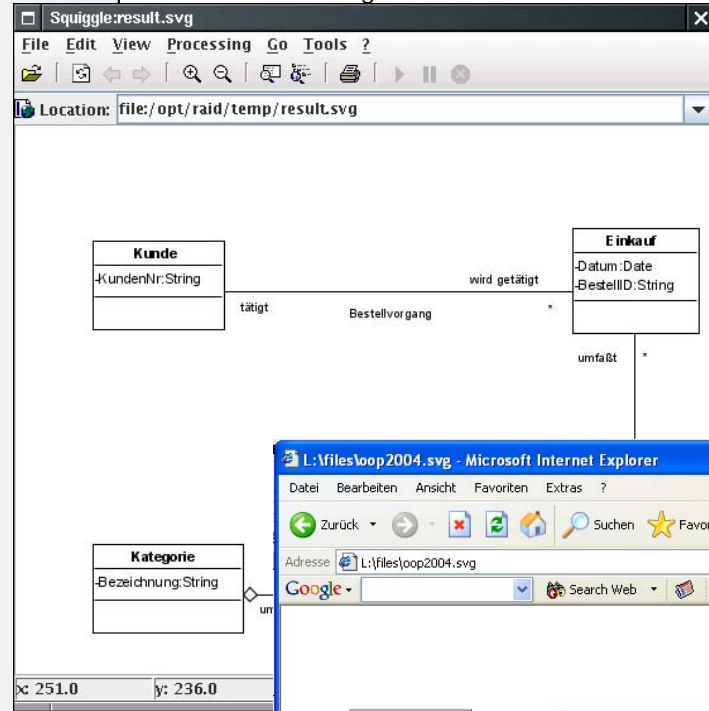 Squiggle:result.svg
File Edit View Processing Go Tools ?
Location: file:/opt/raid/temp/result.svg
Kunde
-KundenNr:String
Einkauf
-Datum:Date
-BestellID:String
wird getätigt
tätigt
Bestellvorgang
*
umfaßt
*
L:\files\oop2004.svg - Microsoft Internet Explorer
Datei Bearbeiten Ansicht Favoriten Extras ?
Zurück Suchen Favor
Adresse L:\files\oop2004.svg
Google Search Web
Kategorie
-Bezeichnung:String
um
x: 251.0 y: 236.0